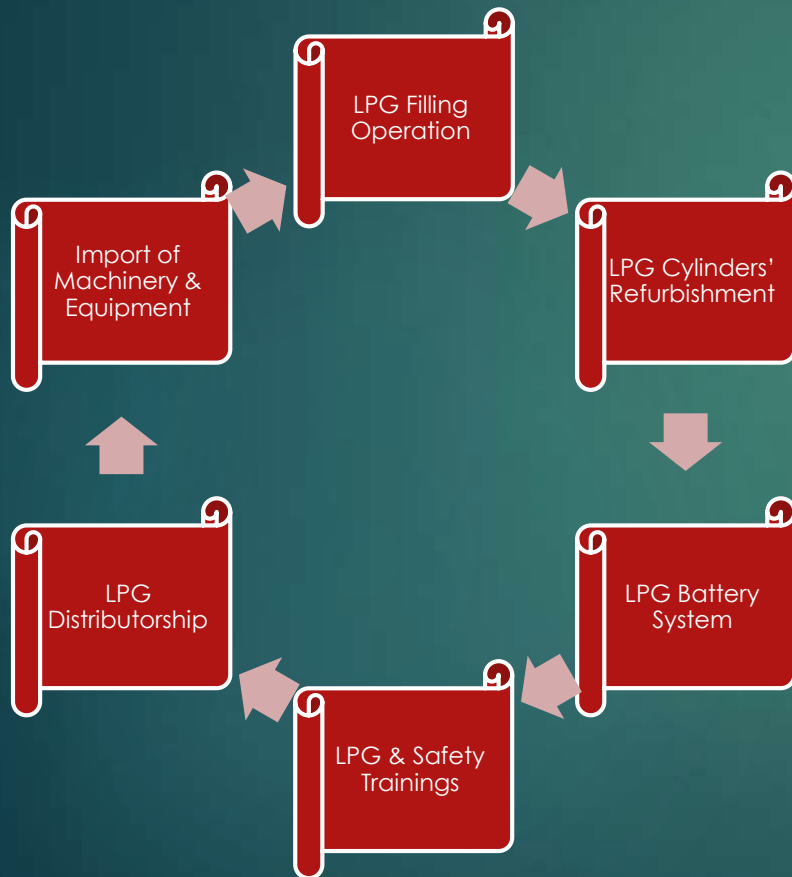 LPG Filling
Operation
LPG Cylinders’
Refurbishment
LPG Battery
System
LPG & Safety
Trainings
LPG
Distributorship
Import of
Machinery &
Equipment